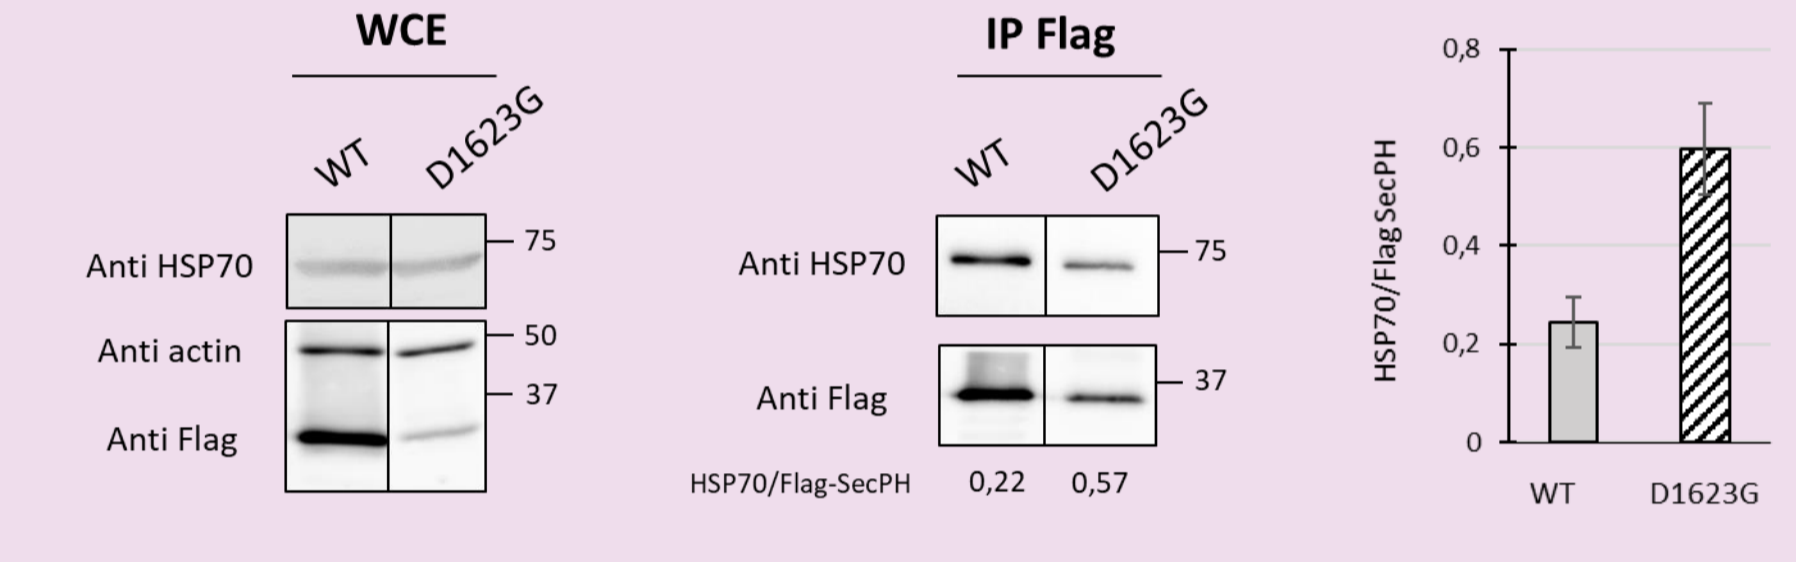 WCE
WT D1623G
Anti HSP70
75
Anti actin
50
37
Anti Flag
IP Flag
WT D1623G
Anti HSP70
75
Anti Flag
37
HSP70/Flag-SecPH 0,22 0,57
HSP70/Flag SecPH
0,8
0,6
0,4
0,2
0
WT D1623G